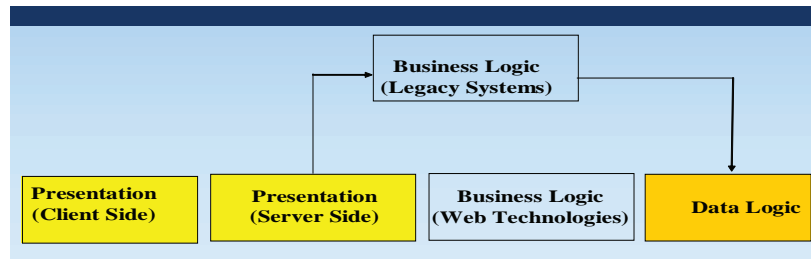 Business Logic
(Legacy Systems)
Presentation
(Client Side)
Presentation
(Server Side)
Business Logic
(Web Technologies)
Data Logic